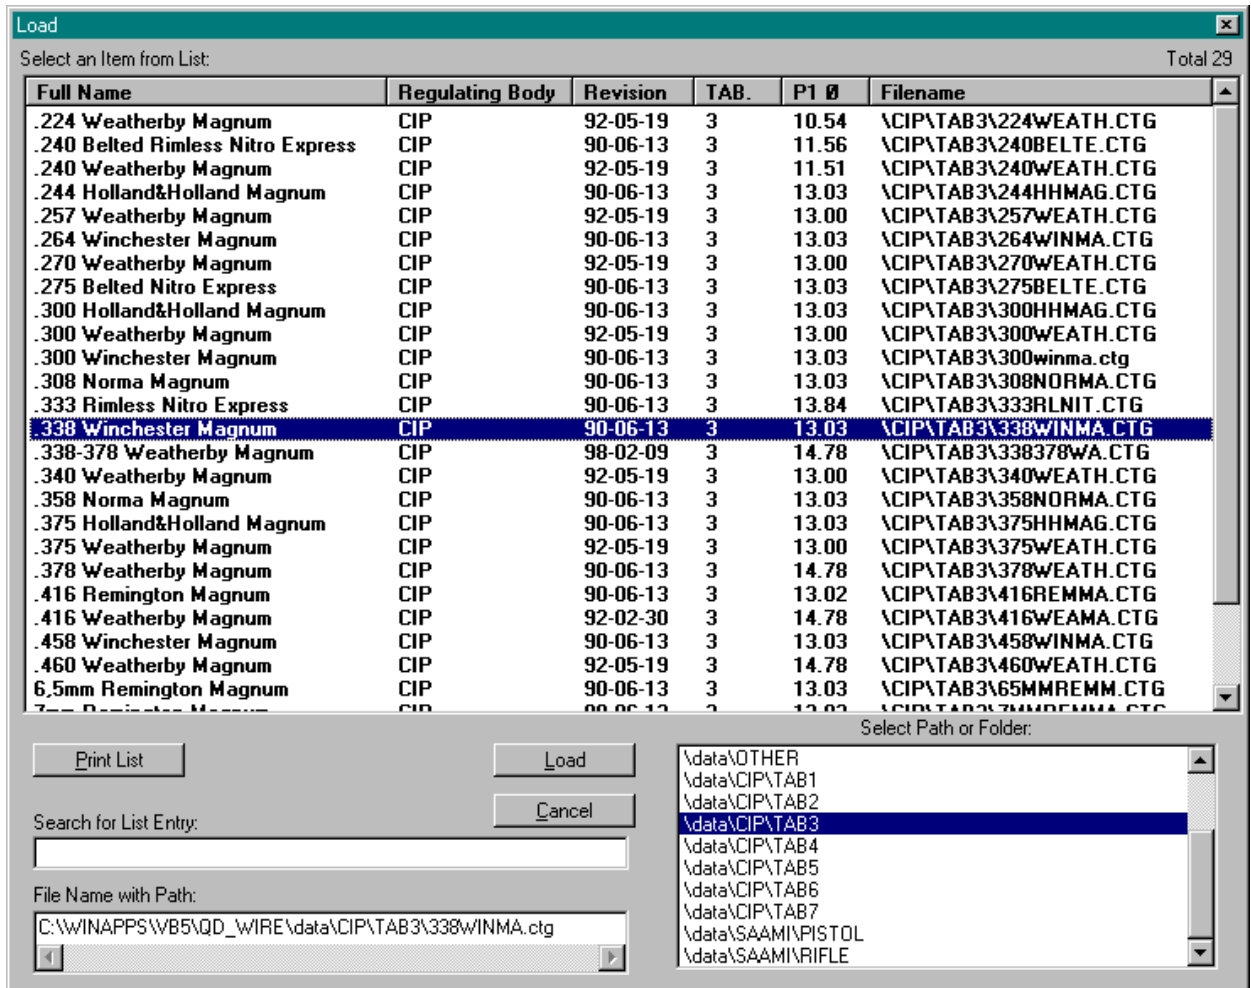 Load
Select an Item from List: Total 29
Full Name Regulating Body Revision TAB. P1 Ø Filename
.224 Weatherby Magnum CIP 92-05-19 3 10.54 \CIP\TAB3\224WEATH.CTG
.240 Belted Rimless Nitro Express CIP 90-06-13 3 11.56 \CIP\TAB3\240BELTE.CTG
.240 Weatherby Magnum CIP 92-05-19 3 11.51 \CIP\TAB3\240WEATH.CTG
.244 Holland&Holland Magnum CIP 90-06-13 3 13.03 \CIP\TAB3\244HHMAG.CTG
.257 Weatherby Magnum CIP 92-05-19 3 13.00 \CIP\TAB3\257WEATH.CTG
.264 Winchester Magnum CIP 90-06-13 3 13.03 \CIP\TAB3\264WINMA.CTG
.270 Weatherby Magnum CIP 92-05-19 3 13.00 \CIP\TAB3\270WEATH.CTG
.275 Belted Nitro Express CIP 90-06-13 3 13.03 \CIP\TAB3\275BELTE.CTG
.300 Holland&Holland Magnum CIP 90-06-13 3 13.03 \CIP\TAB3\300HHMAG.CTG
.300 Weatherby Magnum CIP 92-05-19 3 13.00 \CIP\TAB3\300WEATH.CTG
.300 Winchester Magnum CIP 90-06-13 3 13.03 \CIP\TAB3\300winma.ctg
.308 Norma Magnum CIP 90-06-13 3 13.03 \CIP\TAB3\308NORMA.CTG
.333 Rimless Nitro Express CIP 90-06-13 3 13.84 \CIP\TAB3\333RLNIT.CTG
.338 Winchester Magnum CIP 90-06-13 3 13.03 \CIP\TAB3\338WINMA.CTG
.338-378 Weatherby Magnum CIP 98-02-09 3 14.78 \CIP\TAB3\338378WA.CTG
.340 Weatherby Magnum CIP 92-05-19 3 13.00 \CIP\TAB3\340WEATH.CTG
.358 Norma Magnum CIP 90-06-13 3 13.03 \CIP\TAB3\358NORMA.CTG
.375 Holland&Holland Magnum CIP 90-06-13 3 13.03 \CIP\TAB3\375HHMAG.CTG
.375 Weatherby Magnum CIP 92-05-19 3 13.00 \CIP\TAB3\375WEATH.CTG
.378 Weatherby Magnum CIP 90-06-13 3 14.78 \CIP\TAB3\378WEATH.CTG
.416 Remington Magnum CIP 90-06-13 3 13.02 \CIP\TAB3\416REMMA.CTG
.416 Weatherby Magnum CIP 92-02-30 3 14.78 \CIP\TAB3\416WEAMA.CTG
.458 Winchester Magnum CIP 90-06-13 3 13.03 \CIP\TAB3\458WINMA.CTG
.460 Weatherby Magnum CIP 92-05-19 3 14.78 \CIP\TAB3\460WEATH.CTG
6,5mm Remington Magnum CIP 90-06-13 3 13.03 \CIP\TAB3\65MMREMM.CTG
Select Path or Folder:
Print List
Load
Cancel
\data\OTHER
\data\CIP\TAB1
\data\CIP\TAB2
\data\CIP\TAB3
\data\CIP\TAB4
\data\CIP\TAB5
\data\CIP\TAB6
\data\CIP\TAB7
\data\SAAMI\PISTOL
\data\SAAMI\RIFLE
Search for List Entry:
File Name with Path:
C:\WINAPPS\VB5\QD_WIRE\data\CIP\TAB3\338WINMA.ctg